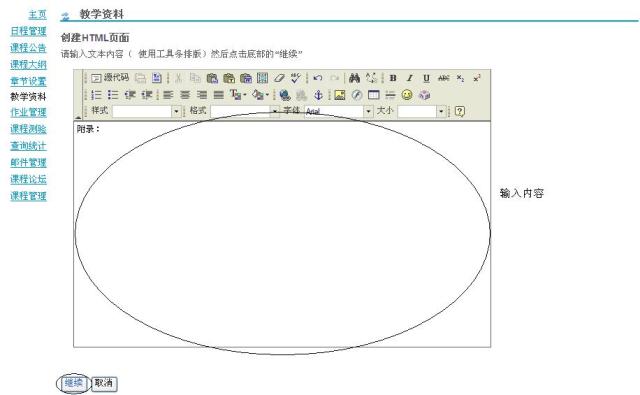 主页
日程管理
课程公告
课程大纲
章节设置
教学资料
作业管理
课程测验
查询统计
邮件管理
课程论坛
课程管理
教学资料
创建HTML页面
请输入文本内容（ 使用工具条排版）然后点击底部的“继续”
源代码
B I U ABC x₂ x²
样式 格式 字体 Arial 大小
附录：
输入内容
继续 取消